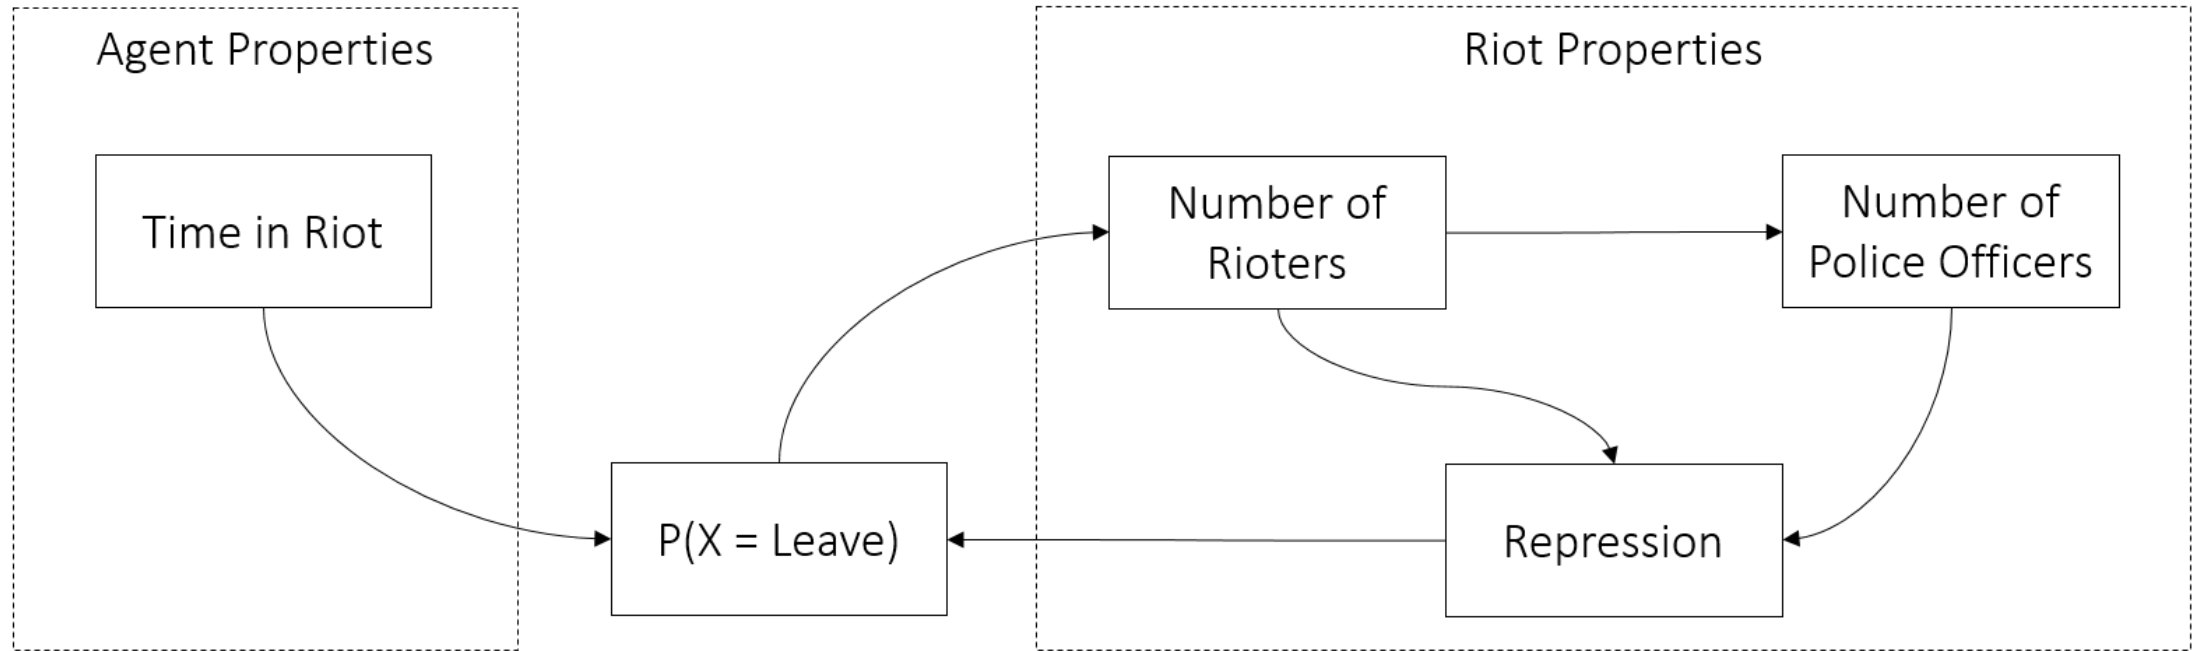 Agent Properties
Riot Properties
Time in Riot
Number of
Rioters
Number of
Police Officers
P(X = Leave)
Repression